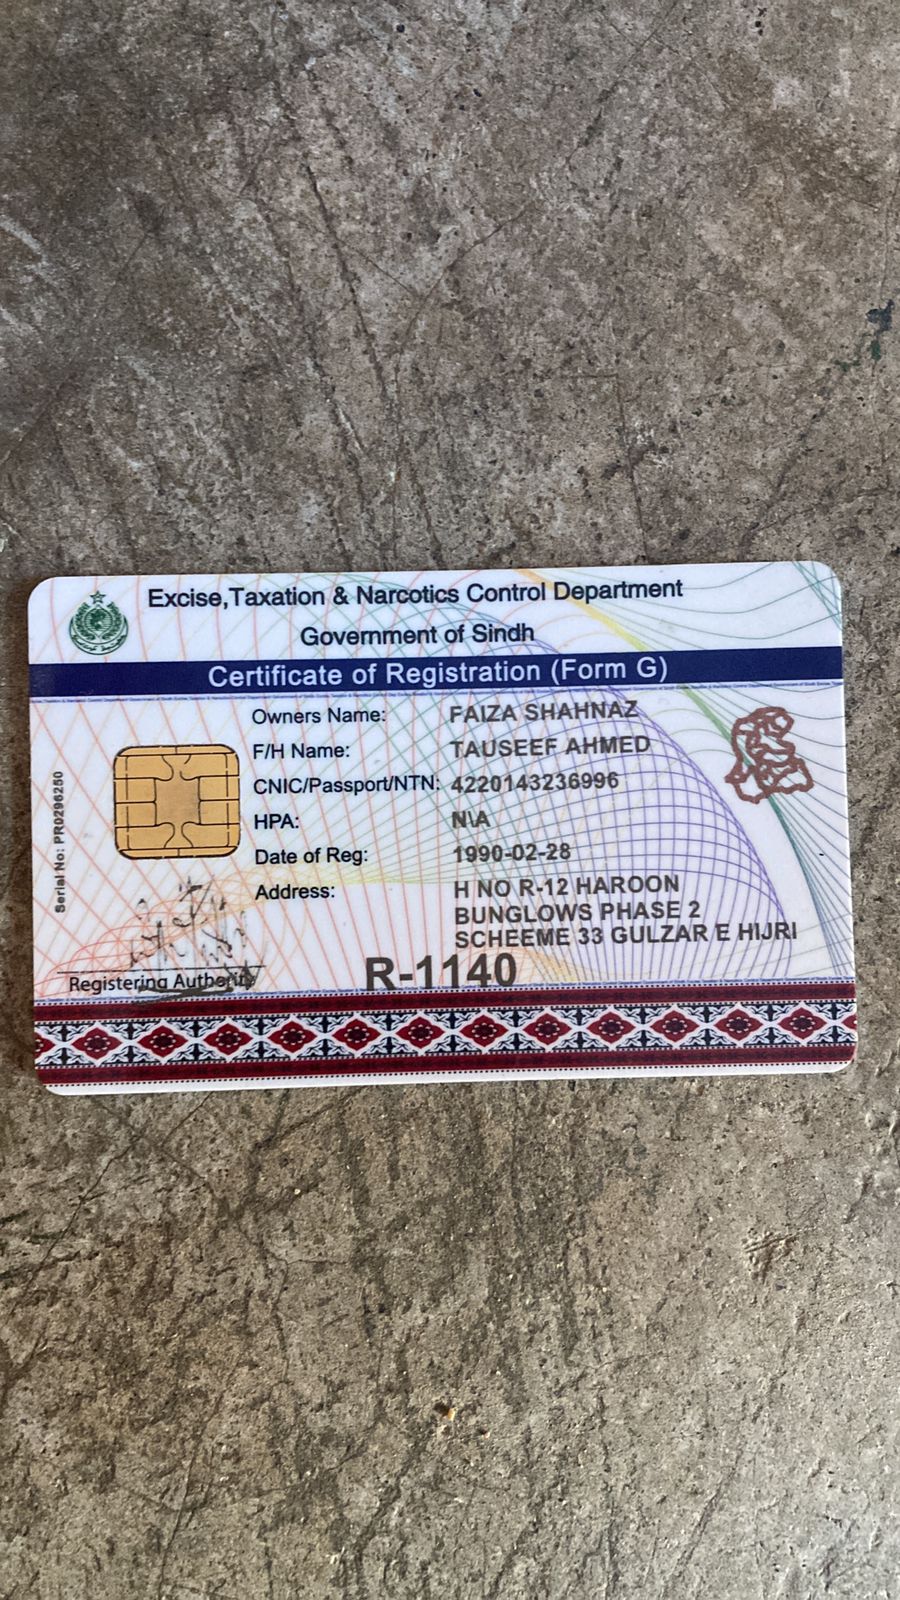 Excise,Taxation & Narcotics Control Department
Government of Sindh
Certificate of Registration (Form G)
Owners Name: FAIZA SHAHNAZ
F/H Name: TAUSEEF AHMED
CNIC/Passport/NTN: 4220143236996
HPA: N\A
Date of Reg: 1990-02-28
Address: H NO R-12 HAROON
BUNGLOWS PHASE 2
SCHEEME 33 GULZAR E HIJRI
Serial No: PR0296250
Registering Authority
R-1140